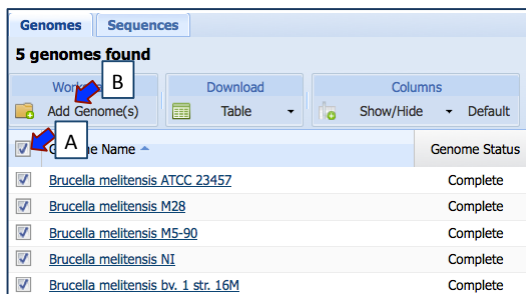 Genomes Sequences
5 genomes found
B Download Columns
Add Genome(s) Table Show/Hide Default
A Name Genome Status
Brucella melitensis ATCC 23457 Complete
Brucella melitensis M28 Complete
Brucella melitensis M5-90 Complete
Brucella melitensis NI Complete
Brucella melitensis bv. 1 str. 16M Complete